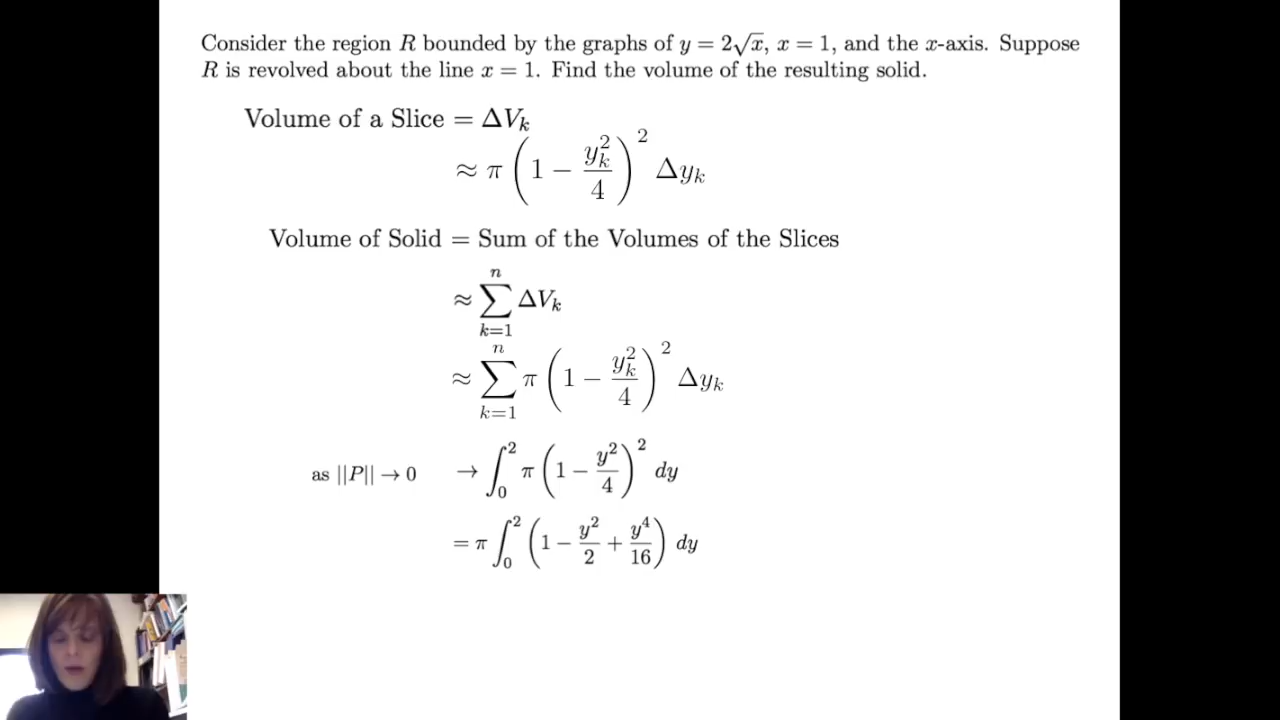 Consider the region R bounded by the graphs of y = 2√x, x = 1, and the x-axis. Suppose
R is revolved about the line x = 1. Find the volume of the resulting solid.
Volume of a Slice = ΔV_k
≈ π (1 − y_k^2/4)^2 Δy_k
Volume of Solid = Sum of the Volumes of the Slices
≈ ∑_{k=1}^{n} ΔV_k
≈ ∑_{k=1}^{n} π (1 − y_k^2/4)^2 Δy_k
as ||P|| → 0 → ∫_0^2 π (1 − y^2/4)^2 dy
= π ∫_0^2 (1 − y^2/2 + y^4/16) dy